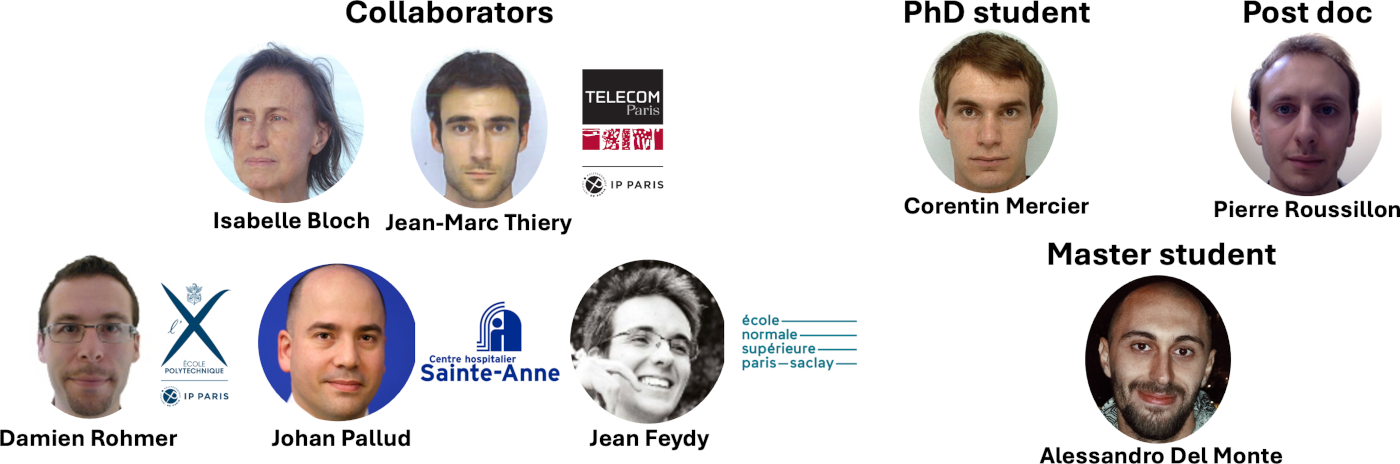 Collaborators
PhD student
Post doc
TELECOM
Paris
IP PARIS
Isabelle Bloch
Jean-Marc Thiery
Corentin Mercier
Pierre Roussillon
Master student
l'X
ÉCOLE
POLYTECHNIQUE
IP PARIS
Centre hospitalier
Sainte-Anne
école
normale
supérieure
paris–saclay
Damien Rohmer
Johan Pallud
Jean Feydy
Alessandro Del Monte